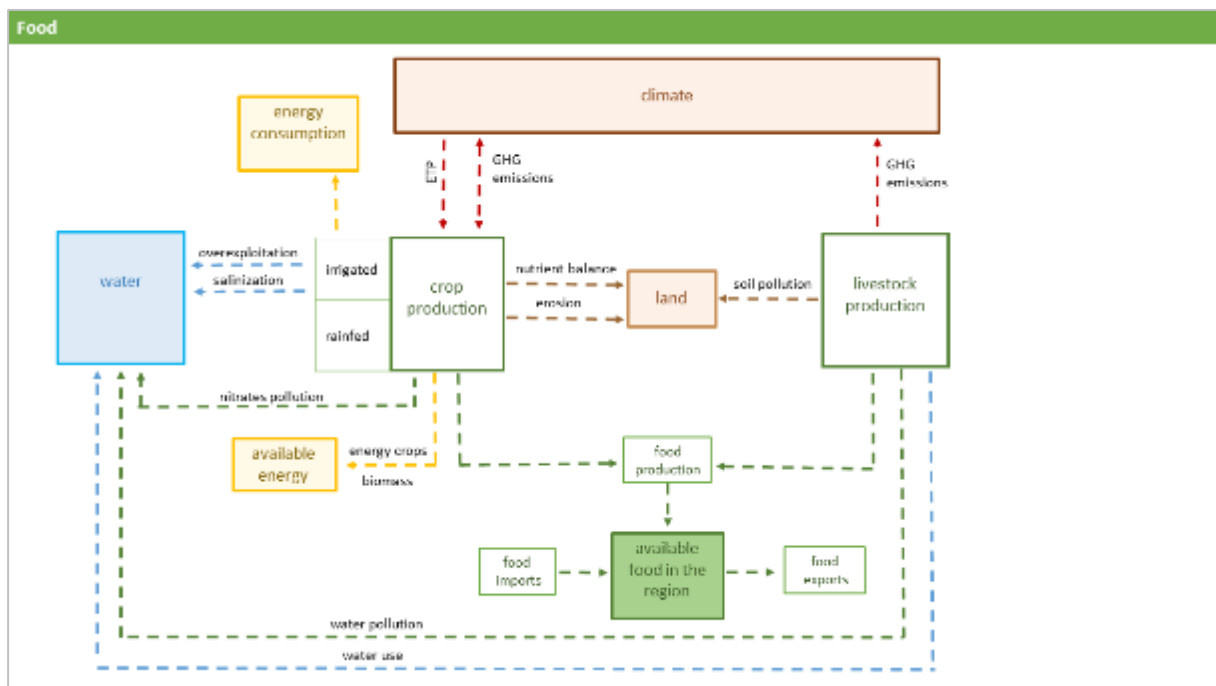 Food
climate
energy
consumption
ETP
GHG
emissions
GHG
emissions
water
overexploitation
salinization
irrigated
rainfed
crop
production
nutrient balance
erosion
land
soil pollution
livestock
production
nitrates pollution
available
energy
energy crops
biomass
food
production
food
imports
available
food in the
region
food
exports
water pollution
water use